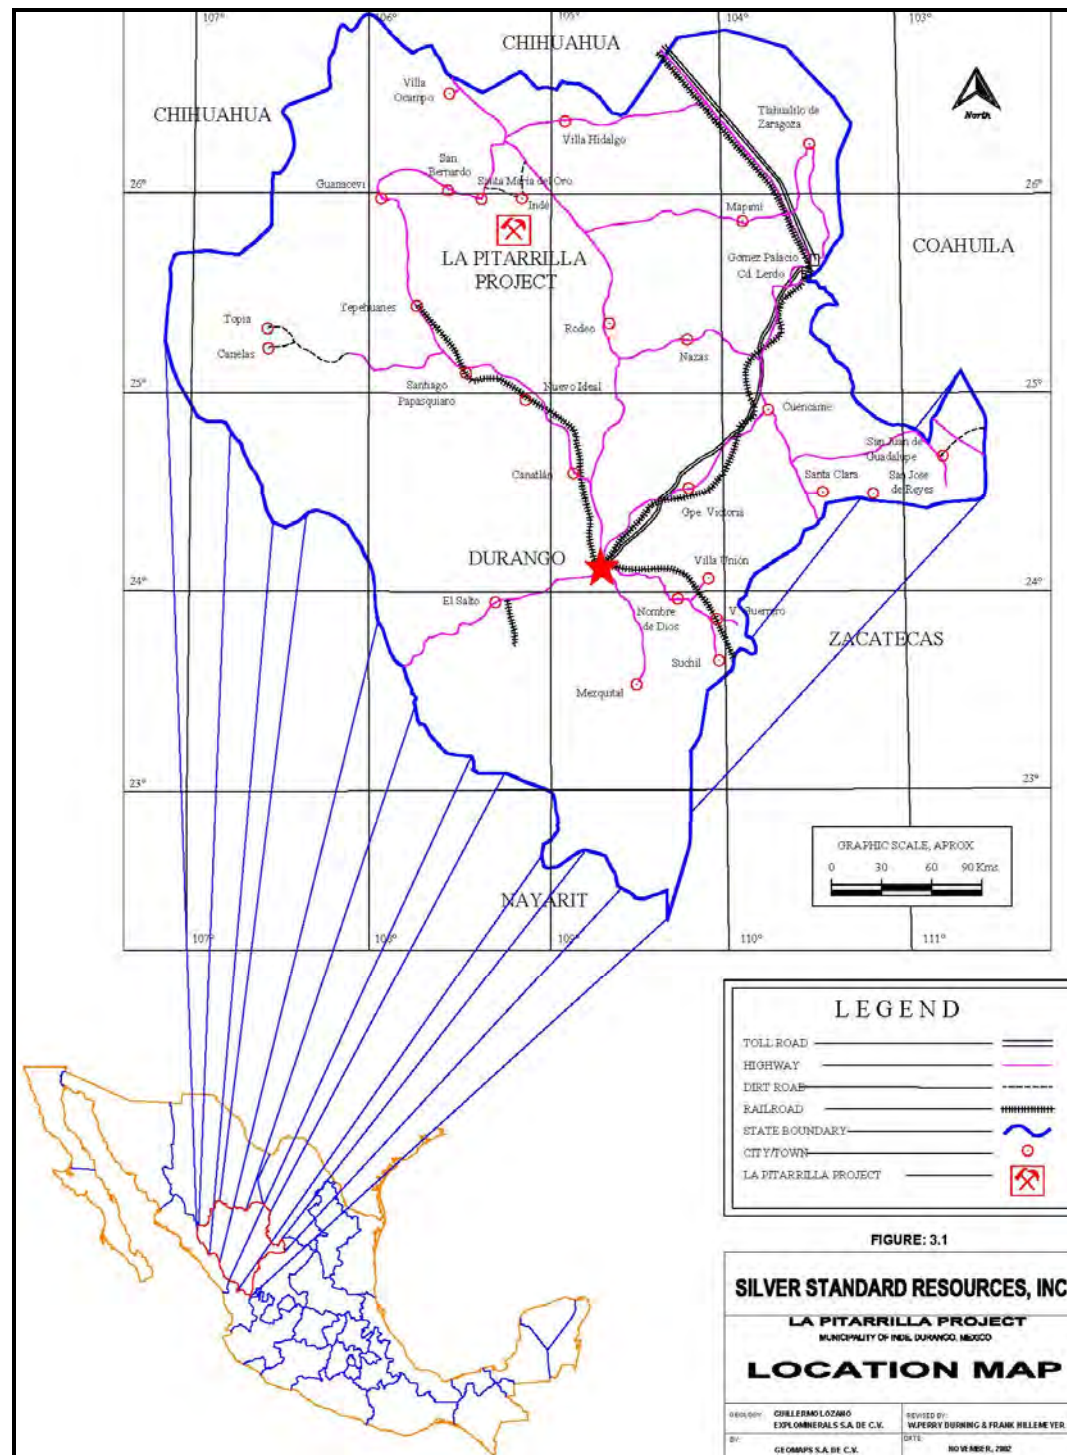 107°
106°
105°
104°
103°
CHIHUAHUA
CHIHUAHUA
Villa
Ocampo
Villa Hidalgo
Tlahualilo de
Zaragoza
North
San
Bernardo
Guanacevi
Santa Maria del Oro
Indé
26°
26°
Mapimi
LA PITARRILLA
PROJECT
COAHUILA
Gomez Palacio
Cd. Lerdo
Tepehuanes
Topia
Canelas
Rodeo
Nazas
25°
25°
Santiago
Papasquiaro
Nuevo Ideal
Cuencame
San Juan de
Guadalupe
Canatlán
Santa Clara
San Jose
de Reyes
Gpe. Victoria
DURANGO
Villa Unión
24°
24°
El Salto
Nombre
de Dios
V. Guerrero
ZACATECAS
Suchil
Mezquital
23°
23°
GRAPHIC SCALE, APROX
0 30 60 90 Kms.
NAYARIT
107°
108°
109°
110°
111°
LEGEND
TOLL ROAD
HIGHWAY
DIRT ROAD
RAILROAD
STATE BOUNDARY
CITY/TOWN
LA PITARRILLA PROJECT
FIGURE: 3.1
SILVER STANDARD RESOURCES, INC
LA PITARRILLA PROJECT
MUNICIPALITY OF INDE, DURANGO, MEXICO
LOCATION MAP
GEOLOGY: GUILLERMO LOZANO
EXPLOMINERALS S.A. DE C.V.
REVISED BY:
W.PERRY DURNING & FRANK HILLEMEYER
BY:
GEOMAPS S.A. DE C.V.
DATE:
NOVEMBER, 2002